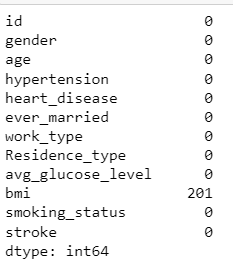 id 0
gender 0
age 0
hypertension 0
heart_disease 0
ever_married 0
work_type 0
Residence_type 0
avg_glucose_level 0
bmi 201
smoking_status 0
stroke 0
dtype: int64